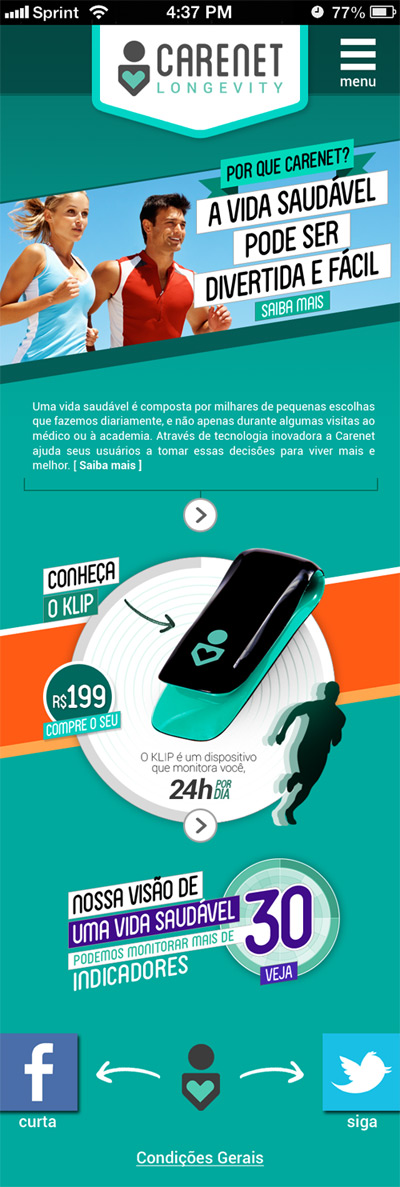 Sprint 4:37 PM 77%
CARENET
LONGEVITY
menu
POR QUE CARENET?
A VIDA SAUDÁVEL
PODE SER
DIVERTIDA E FÁCIL
SAIBA MAIS
Uma vida saudável é composta por milhares de pequenas escolhas
que fazemos diariamente, e não apenas durante algumas visitas ao
médico ou à academia. Através de tecnologia inovadora a Carenet
ajuda seus usuários a tomar essas decisões para viver mais e
melhor. [ Saiba mais ]
CONHEÇA
O KLIP
R$199
COMPRE O SEU
O KLIP é um dispositivo
que monitora você,
24h POR DIA
NOSSA VISÃO DE
UMA VIDA SAUDÁVEL
PODEMOS MONITORAR MAIS DE
30
INDICADORES
VEJA
curta
siga
Condições Gerais